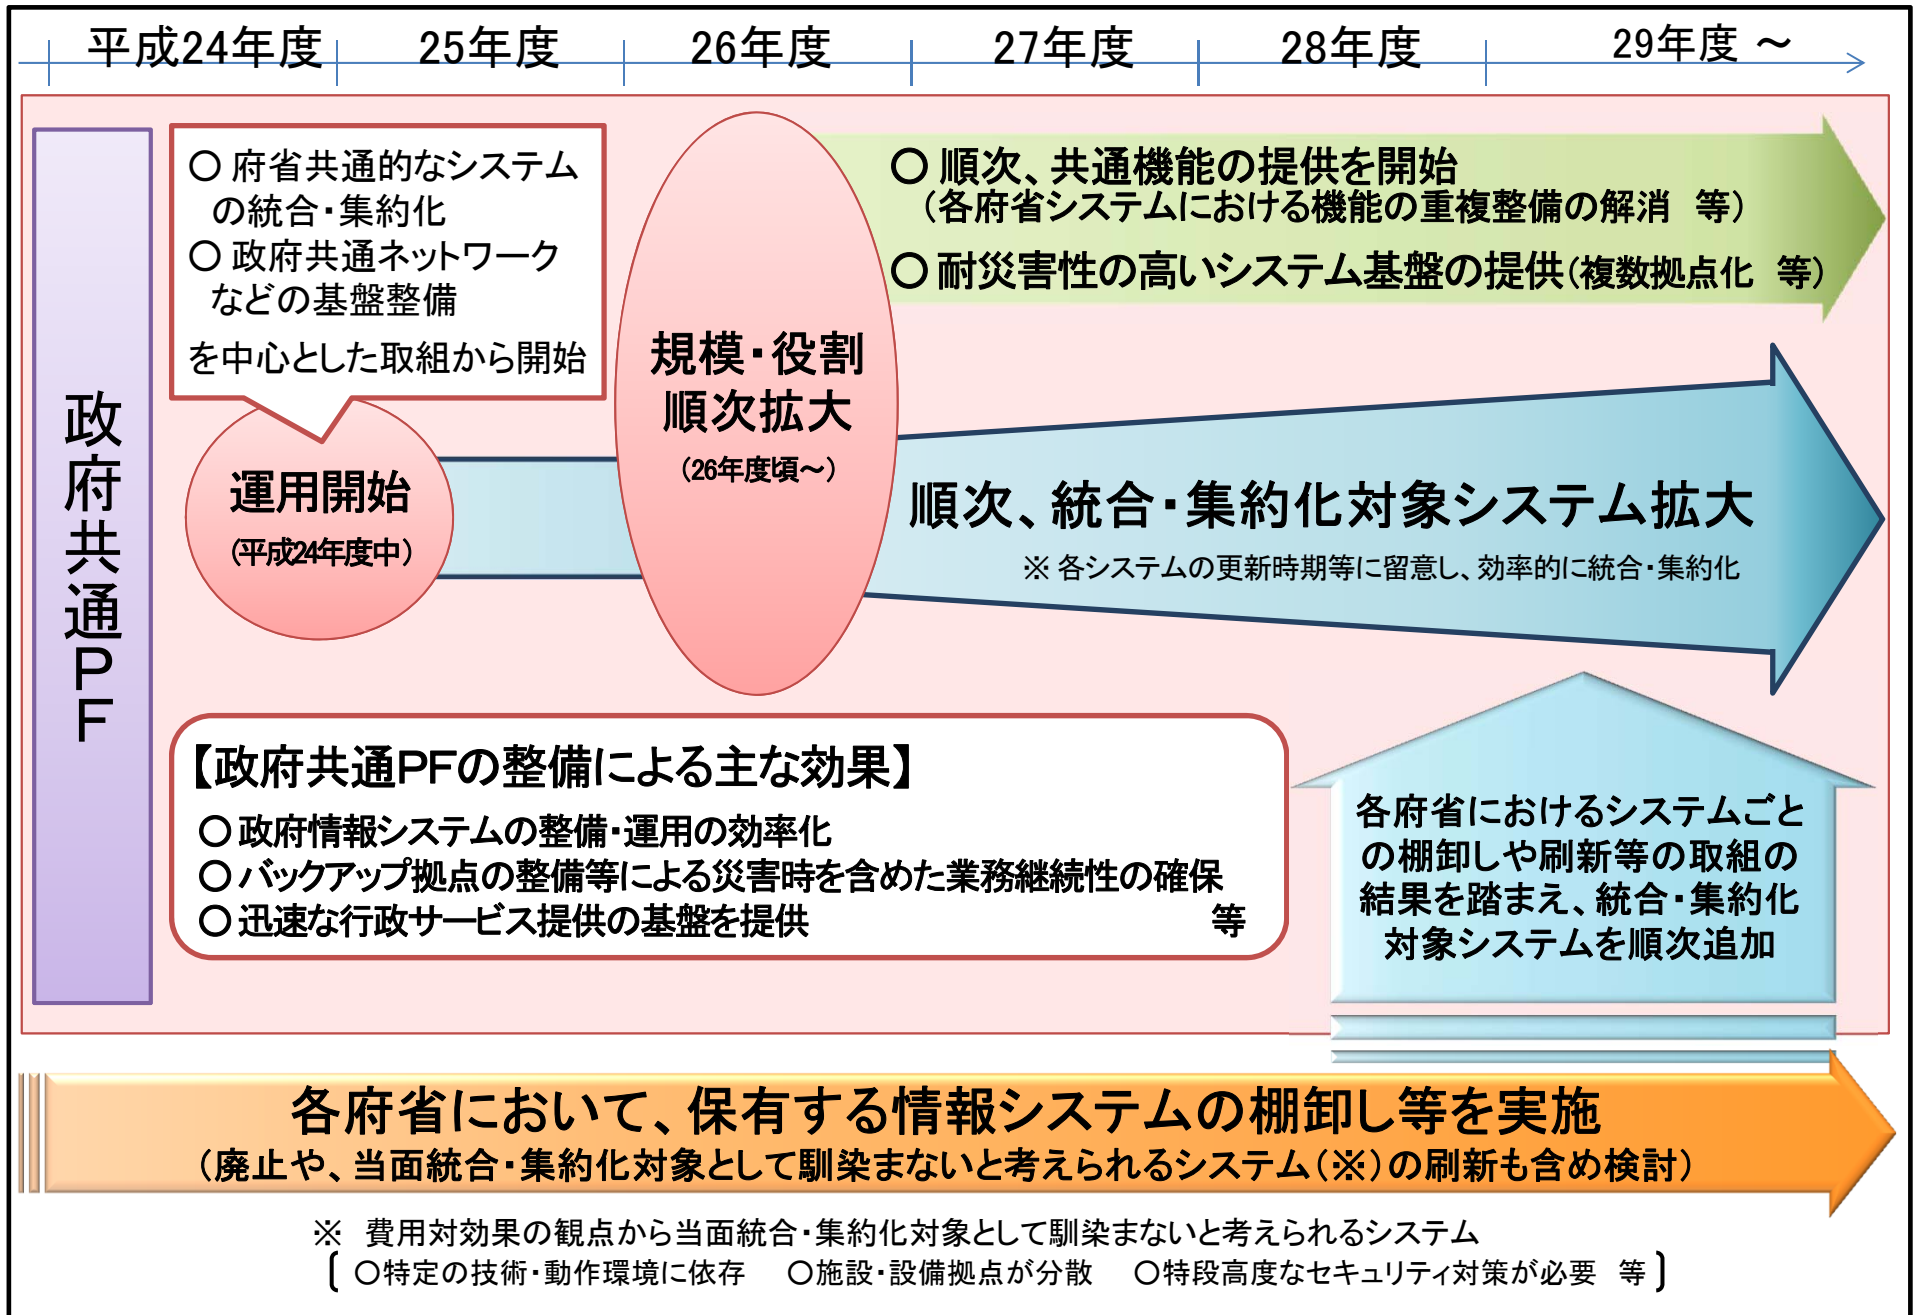 平成24年度
25年度
26年度
27年度
28年度
29年度 ～
政府共通ＰＦ
○ 府省共通的なシステム
の統合・集約化
○ 政府共通ネットワーク
などの基盤整備
を中心とした取組から開始
運用開始
（平成24年度中）
規模・役割
順次拡大
（26年度頃～）
○ 順次、共通機能の提供を開始
（各府省システムにおける機能の重複整備の解消　等）
○ 耐災害性の高いシステム基盤の提供（複数拠点化　等）
順次、統合・集約化対象システム拡大
※ 各システムの更新時期等に留意し、効率的に統合・集約化
【政府共通PFの整備による主な効果】
○ 政府情報システムの整備・運用の効率化
○ バックアップ拠点の整備等による災害時を含めた業務継続性の確保
○ 迅速な行政サービス提供の基盤を提供　等
各府省におけるシステムごと
の棚卸しや刷新等の取組の
結果を踏まえ、統合・集約化
対象システムを順次追加
各府省において、保有する情報システムの棚卸し等を実施
（廃止や、当面統合・集約化対象として馴染まないと考えられるシステム（※）の刷新も含め検討）
※　費用対効果の観点から当面統合・集約化対象として馴染まないと考えられるシステム
〔 ○特定の技術・動作環境に依存　○施設・設備拠点が分散　○特段高度なセキュリティ対策が必要　等 〕